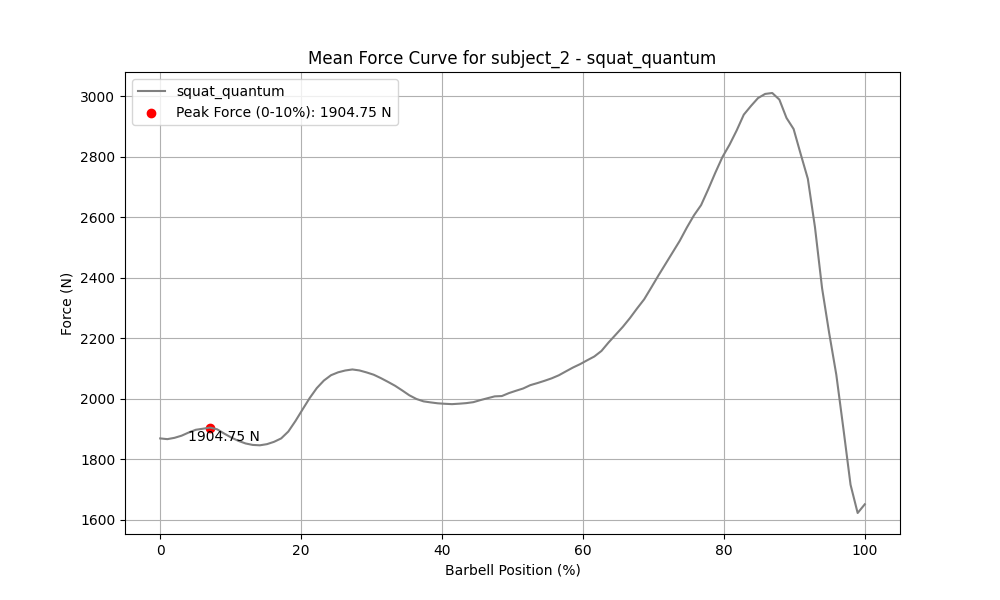 Mean Force Curve for subject_2 - squat_quantum
squat_quantum
Peak Force (0-10%): 1904.75 N
3000
2800
2600
2400
2200
2000
1800
1600
Force (N)
1904.75 N
0 20 40 60 80 100
Barbell Position (%)